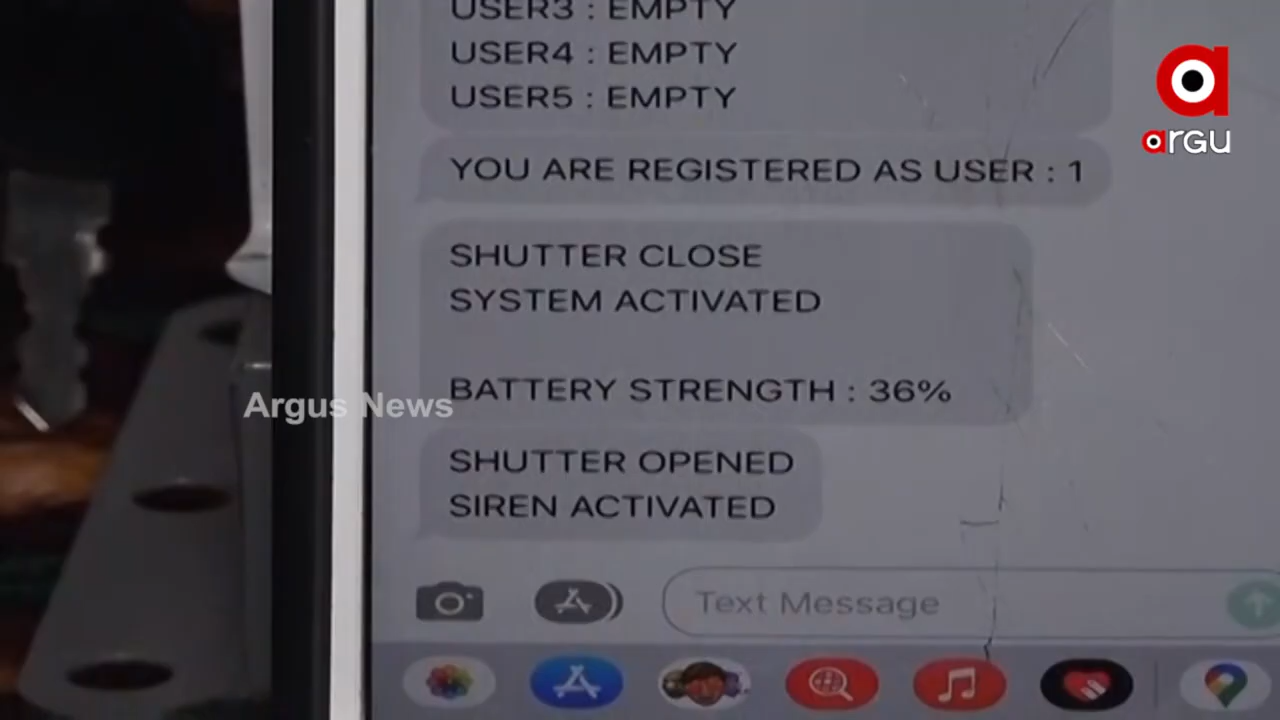 USER3 : EMPTY
USER4 : EMPTY
USER5 : EMPTY
YOU ARE REGISTERED AS USER : 1
SHUTTER CLOSE
SYSTEM ACTIVATED
BATTERY STRENGTH : 36%
SHUTTER OPENED
SIREN ACTIVATED
Text Message
argu
Argus News